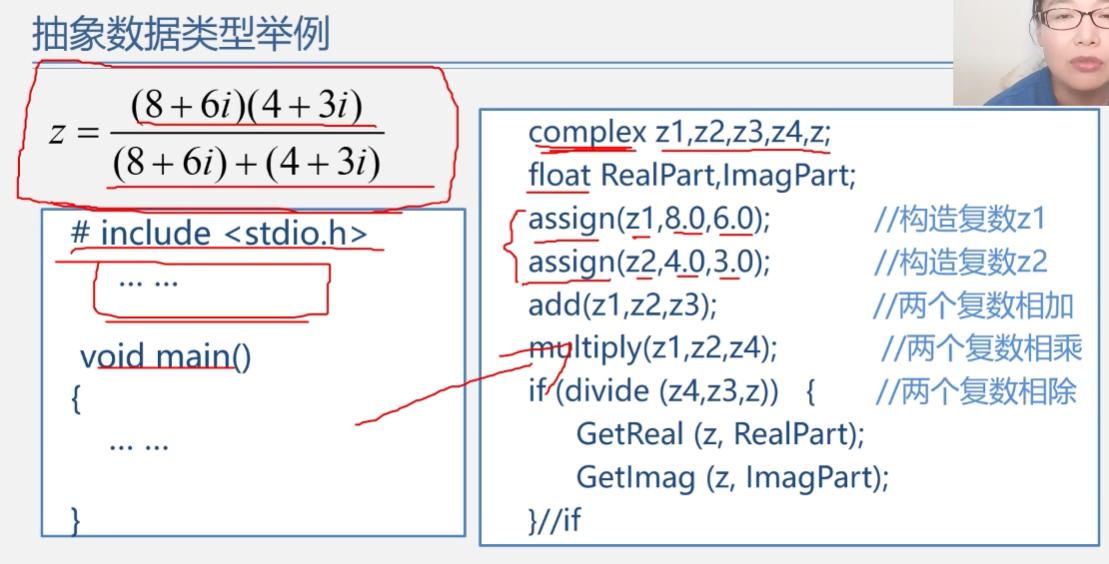 抽象数据类型举例
z = \frac{(8+6i)(4+3i)}{(8+6i)+(4+3i)}
# include <stdio.h>
... ...
void main()
{
... ...
}
complex z1,z2,z3,z4,z;
float RealPart,ImagPart;
assign(z1,8.0,6.0); //构造复数z1
assign(z2,4.0,3.0); //构造复数z2
add(z1,z2,z3); //两个复数相加
multiply(z1,z2,z4); //两个复数相乘
if (divide (z4,z3,z)) { //两个复数相除
GetReal (z, RealPart);
GetImag (z, ImagPart);
}//if